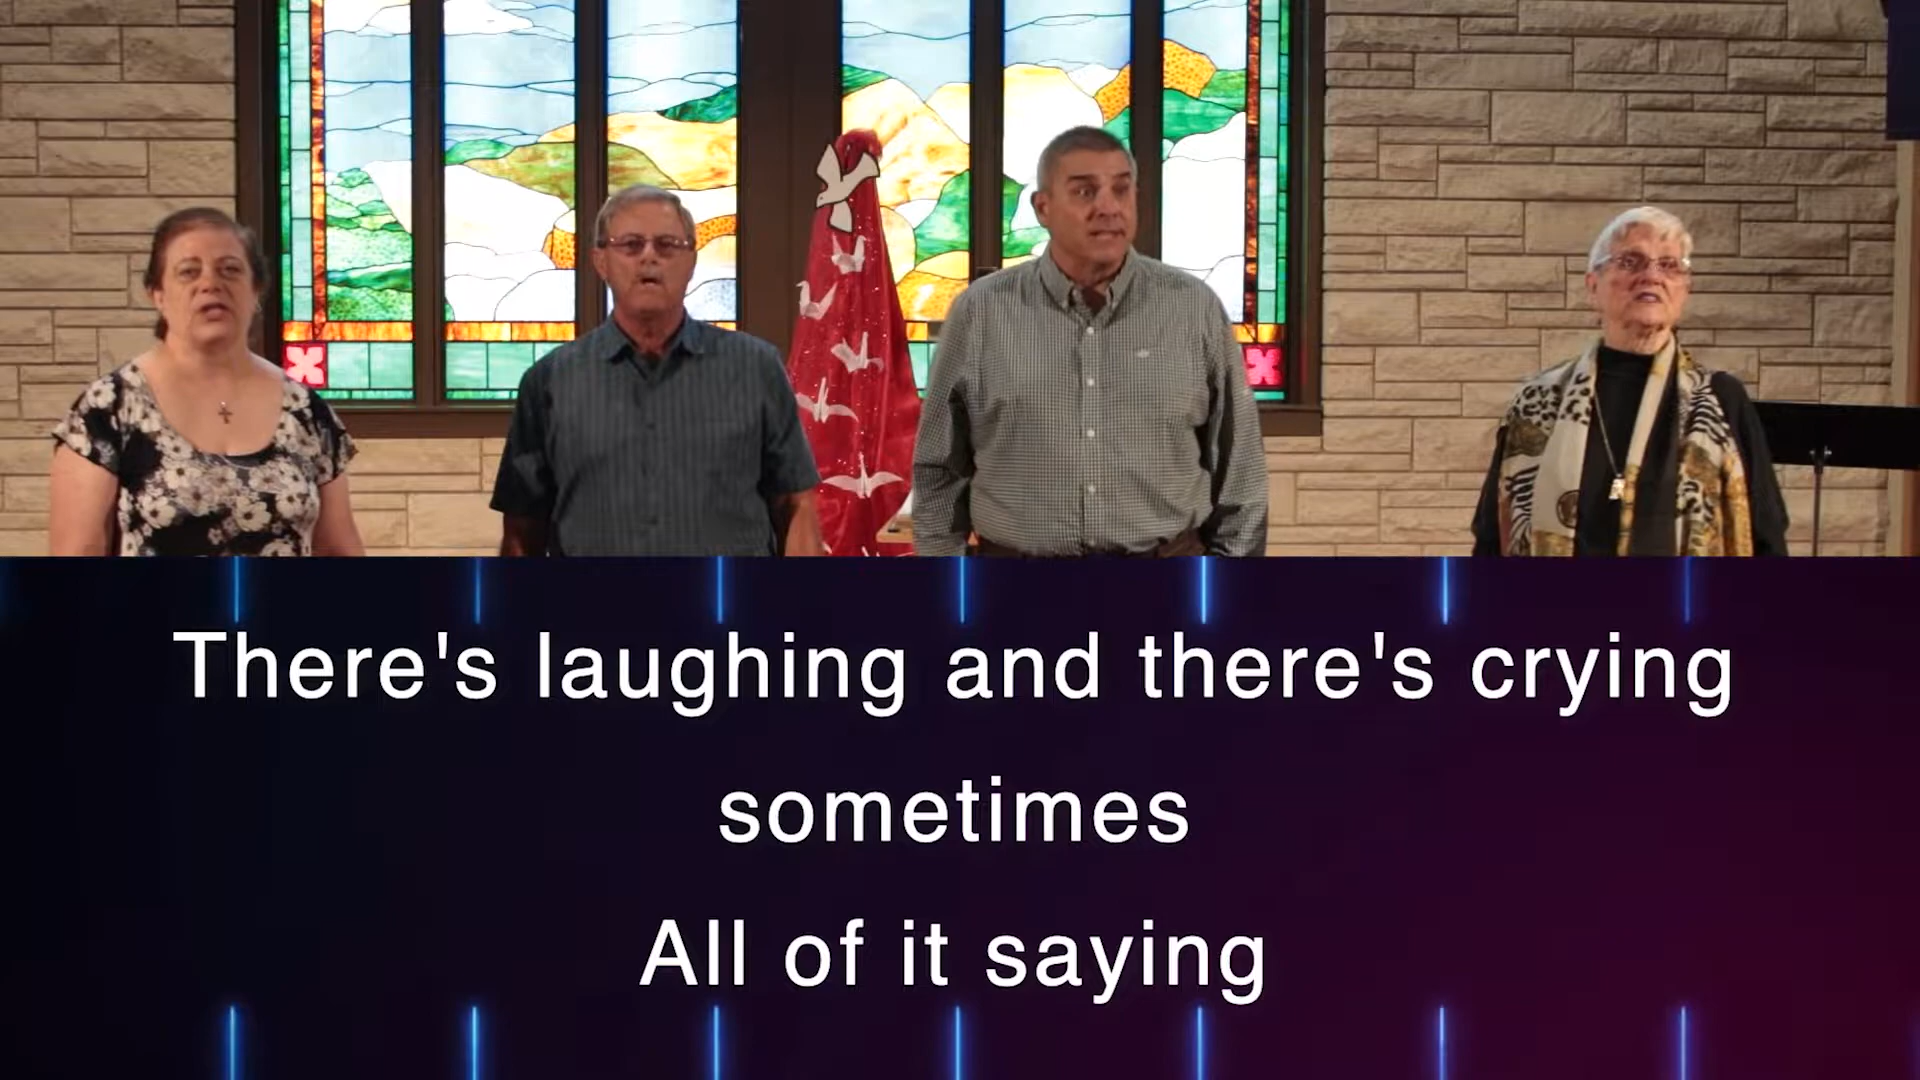 There's laughing and there's crying
sometimes
All of it saying